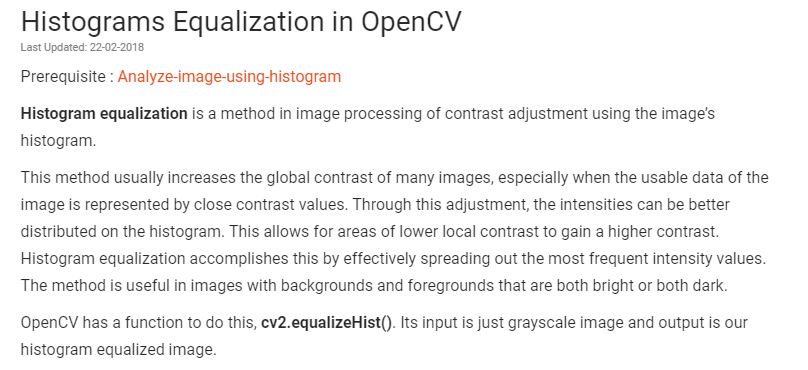 Histograms Equalization in OpenCV
Last Updated: 22-02-2018
Prerequisite : Analyze-image-using-histogram
Histogram equalization is a method in image processing of contrast adjustment using the image’s
histogram.
This method usually increases the global contrast of many images, especially when the usable data of the
image is represented by close contrast values. Through this adjustment, the intensities can be better
distributed on the histogram. This allows for areas of lower local contrast to gain a higher contrast.
Histogram equalization accomplishes this by effectively spreading out the most frequent intensity values.
The method is useful in images with backgrounds and foregrounds that are both bright or both dark.
OpenCV has a function to do this, cv2.equalizeHist(). Its input is just grayscale image and output is our
histogram equalized image.